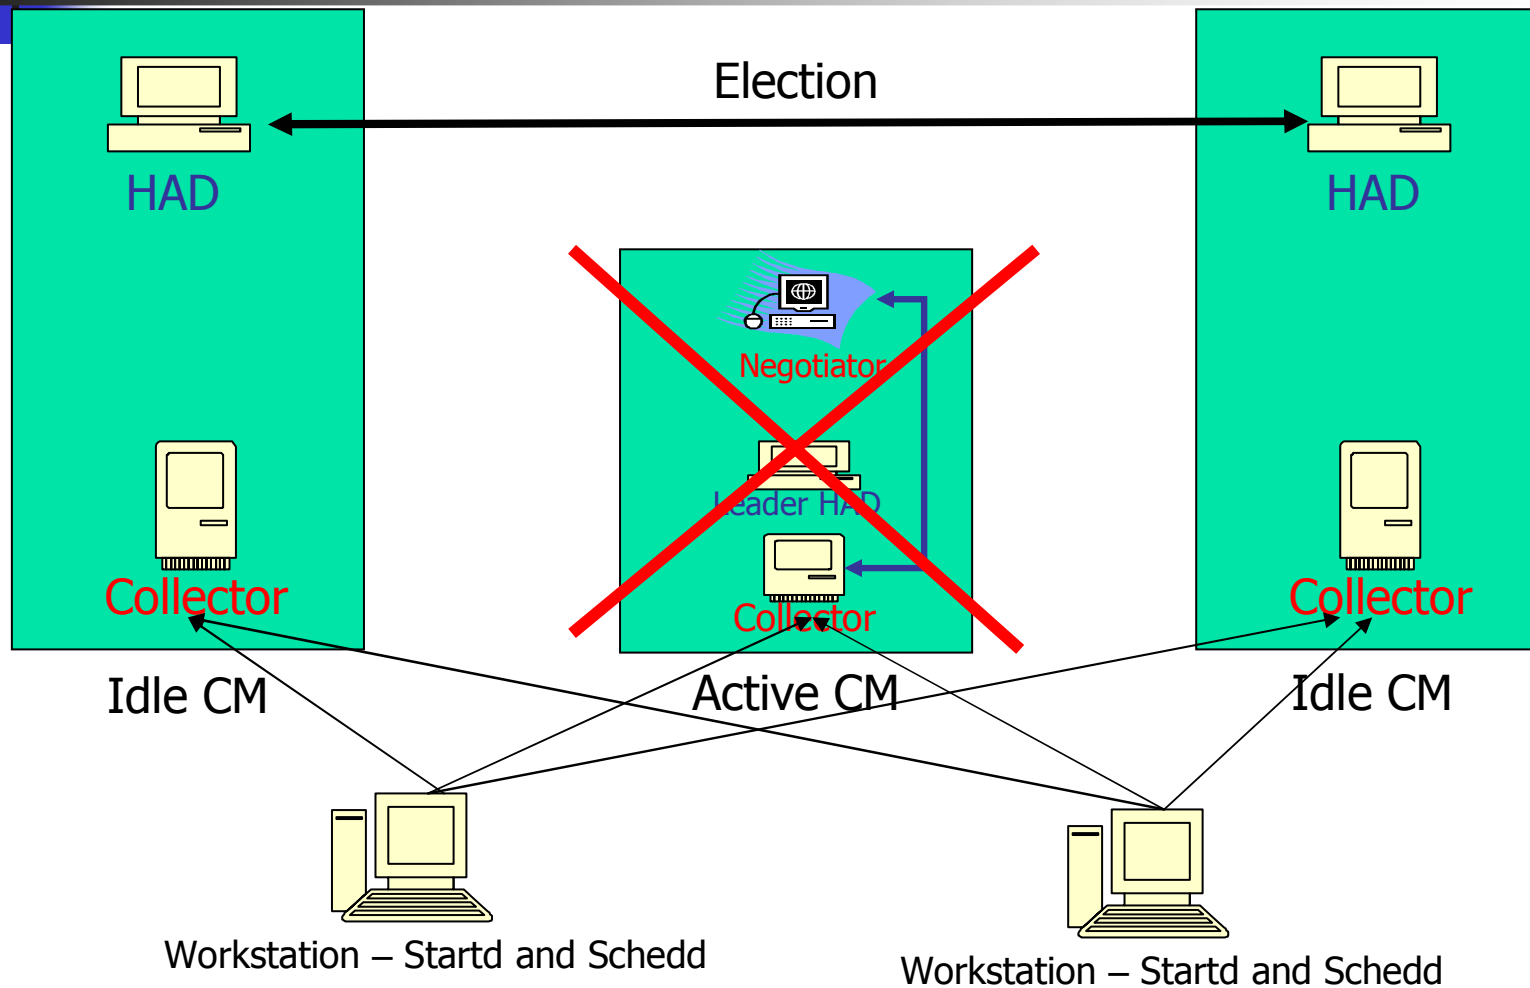 Election
HAD
HAD
Negotiator
Leader HAD
Collector
Collector
Collector
Idle CM
Active CM
Idle CM
Workstation – Startd and Schedd
Workstation – Startd and Schedd